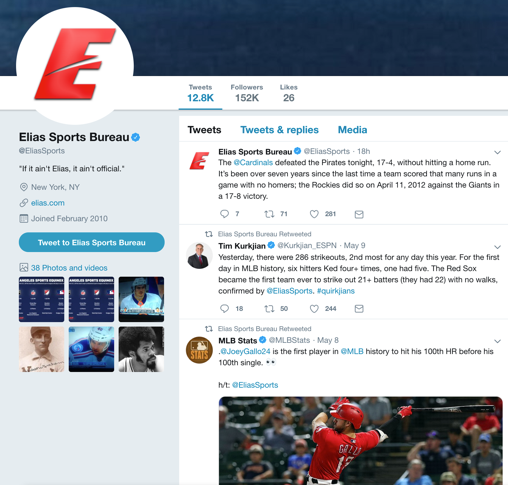 E
Tweets Followers Likes
12.8K 152K 26
Elias Sports Bureau
@EliasSports
"If it ain't Elias, it ain't official."
New York, NY
elias.com
Joined February 2010
Tweet to Elias Sports Bureau
38 Photos and videos
Tweets Tweets & replies Media
Elias Sports Bureau @EliasSports · 18h
The @Cardinals defeated the Pirates tonight, 17-4, without hitting a home run.
It's been over seven years since the last time a team scored that many runs in a
game with no homers; the Rockies did so on April 11, 2012 against the Giants in
a 17-8 victory.
7 71 281
Elias Sports Bureau Retweeted
Tim Kurkjian @Kurkjian_ESPN · May 9
Yesterday, there were 286 strikeouts, 2nd most for any day this year. For the first
day in MLB history, six hitters Ked four+ times, one had five. The Red Sox
became the first team ever to strike out 21+ batters (they had 22) with no walks,
confirmed by @EliasSports. #quirkjians
18 50 244
Elias Sports Bureau Retweeted
MLB Stats @MLBStats · May 8
.@JoeyGallo24 is the first player in @MLB history to hit his 100th HR before his
100th single. 👀
h/t: @EliasSports
STATS
GALLO